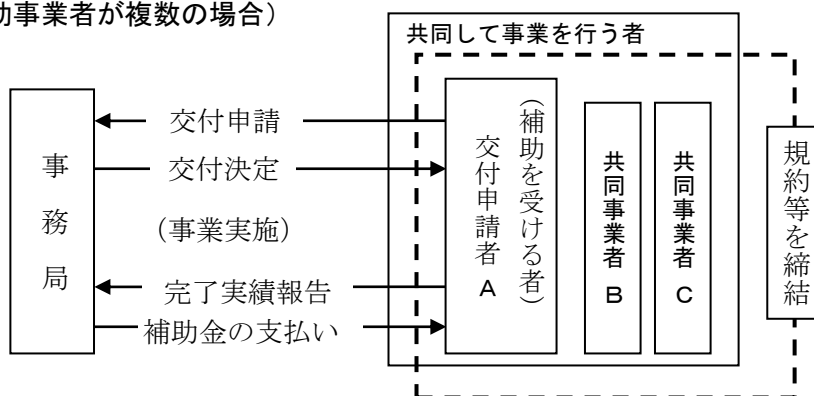 助事業者が複数の場合）
共同して事業を行う者
事務局
交付申請
交付決定
（事業実施）
完了実績報告
補助金の支払い
（補助を受ける者）
交付申請者 A
共同事業者 B
共同事業者 C
規約等を締結